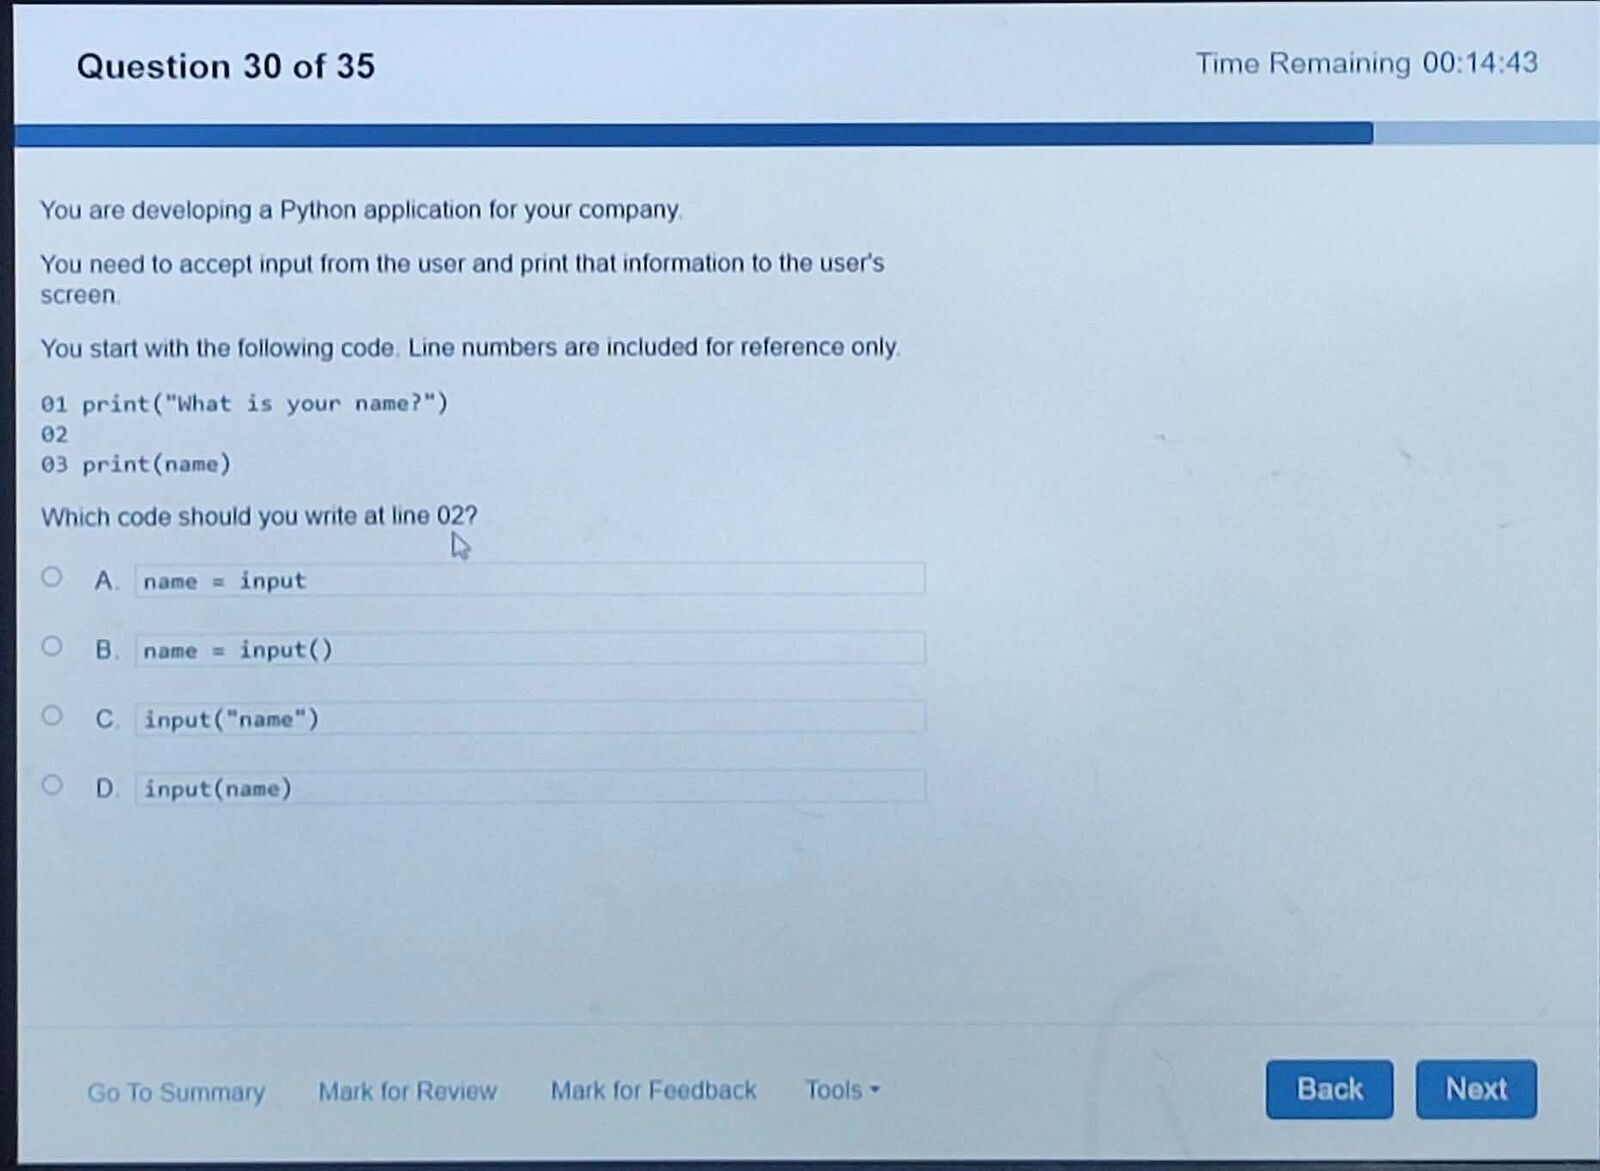 Question 30 of 35
Time Remaining 00:14:43
You are developing a Python application for your company.
You need to accept input from the user and print that information to the user's
screen.
You start with the following code. Line numbers are included for reference only.
01 print("What is your name?")
02
03 print(name)
Which code should you write at line 02?
A. name = input
B. name = input()
C. input("name")
D. input(name)
Go To Summary
Mark for Review
Mark for Feedback
Tools
Back
Next